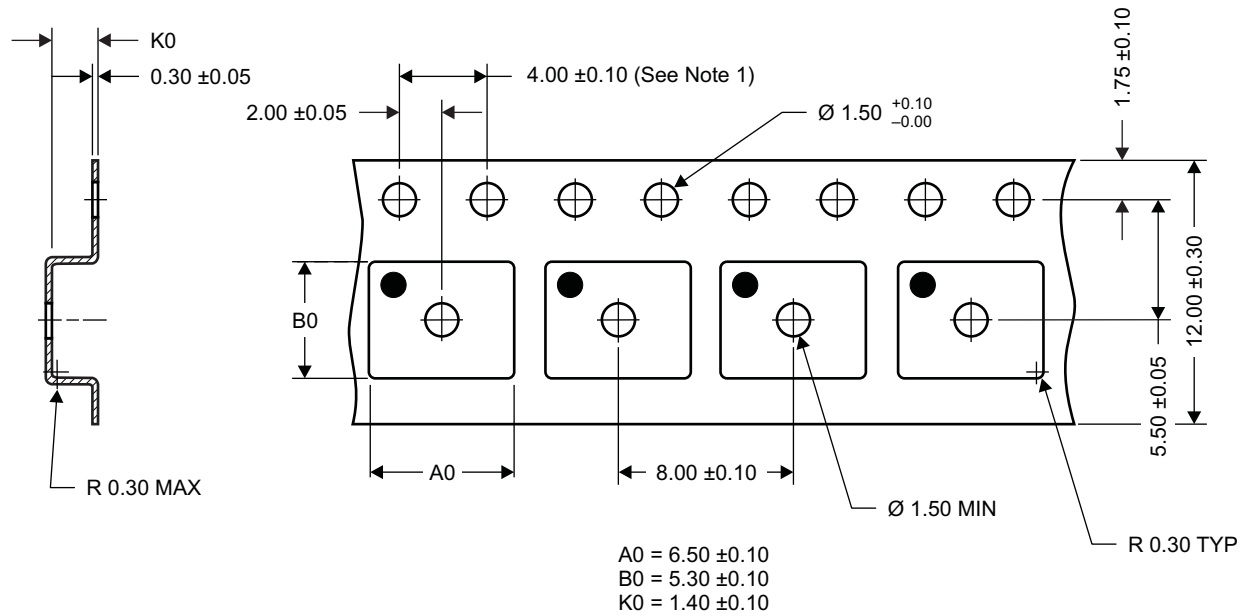 K0
0.30 ±0.05
2.00 ±0.05
4.00 ±0.10 (See Note 1)
Ø 1.50 +0.10 –0.00
1.75 ±0.10
B0
12.00 ±0.30
5.50 ±0.05
R 0.30 MAX
A0
8.00 ±0.10
Ø 1.50 MIN
R 0.30 TYP
A0 = 6.50 ±0.10
B0 = 5.30 ±0.10
K0 = 1.40 ±0.10